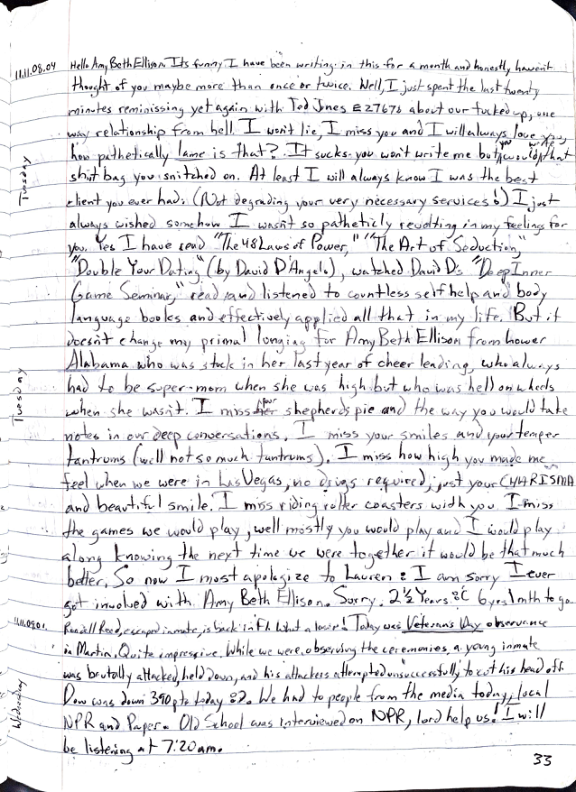 11.11.08.04 Hello Amy Beth Ellison. Its funny I have been writing in this for a month and honestly, havent
thought of you maybe more than once or twice. Well, I just spent the last twenty
minutes reminissing yet again with Ted Jnes E27676 about our fucked up, one
way relationship from hell. I won't lie, I miss you and I will always love you,
how pathetically lame is that? It sucks you won't write me but you would that
shit bag you snitched on. At least I will always know I was the best
client you ever had. (Not degrading your very necessary services) I just
always wished somehow I wasn't so patheticly revolting in my feelings for
you. Yes I have read "The 48 Laws of Power," "The Art of Seduction,"
"Double Your Dating" (by David D'Angelo), watched David D's "Deep Inner
Game Seminar," read and listened to countless self help and body
language books and effectively applied all that in my life. But it
doesn't change my primal longing for Amy Beth Ellison from Lower
Alabama who was stuck in her last year of cheer leading, who always
had to be super-mom when she was high but who was hell on wheels
when she wasn't. I miss your shepherds pie and the way you would take
notes in our deep conversations. I miss your smiles and your temper
tantrums (well not so much tantrums). I miss how high you made me
feel when we were in Las Vegas, no drugs required, just your CHARISMA
and beautiful smile. I miss riding roller coasters with you. I miss
the games we would play, well mostly you would play and I would play
along knowing the next time we were together it would be that much
better. So now I most apologize to Lauren: I am sorry I ever
got involved with Amy Beth Ellison. Sorry. 2½ Years 6 yes 1 mth to go
Randell Road, escaped inmate, is back in Fl. What a loser! Today was Veterans Day observance
in Martin. Quite impressive. While we were observing the ceremonies, a young inmate
was brutally attacked, held down, and his attackers attempted unsuccessfully to cut his head off
Dow was down 390 pts today. We had to people from the media today, local
NPR and Paper. Old School was interviewed on NPR, lord help us! I will
be listening at 7:20 am.
Tuesday
Tuesday
Wednesday
33